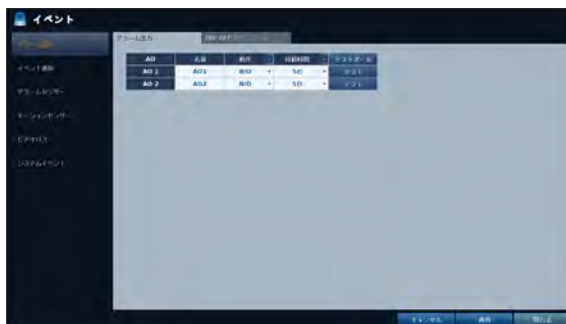 イベント
アラーム出力
アラーム出力
イベント通知
アラームセンサー
モーションセンサー
ビデオロス
システムイベント
AO 名前 動作 持続時間 テストオール
AO 1 AO1 N/O 5秒 テスト
AO 2 AO2 N/O 5秒 テスト
キャンセル 適用 閉じる